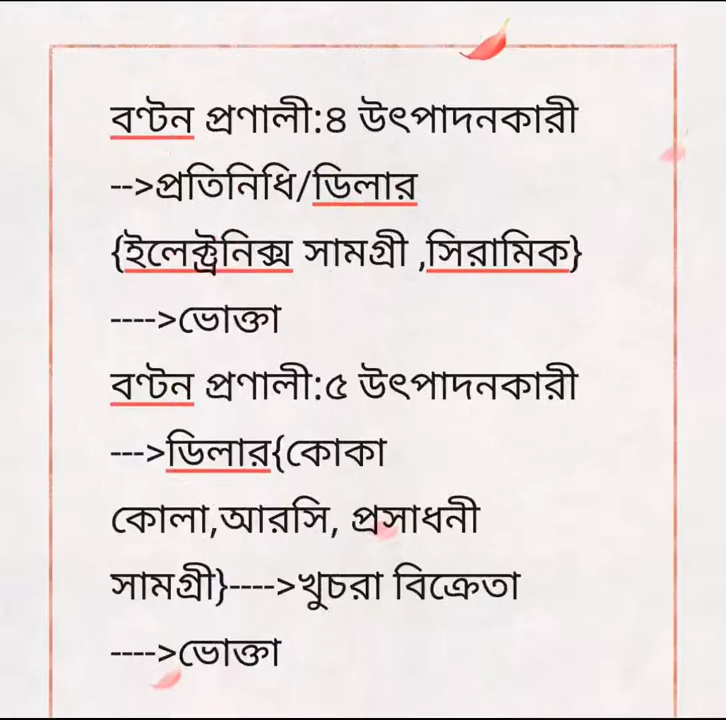 বণ্টন প্রণালী:৪ উৎপাদনকারী
-->প্রতিনিধি/ডিলার
{ইলেক্ট্রনিক্স সামগ্রী ,সিরামিক}
---->ভোক্তা
বণ্টন প্রণালী:৫ উৎপাদনকারী
--->ডিলার{কোকা
কোলা,আরসি, প্রসাধনী
সামগ্রী}---->খুচরা বিক্রেতা
---->ভোক্তা